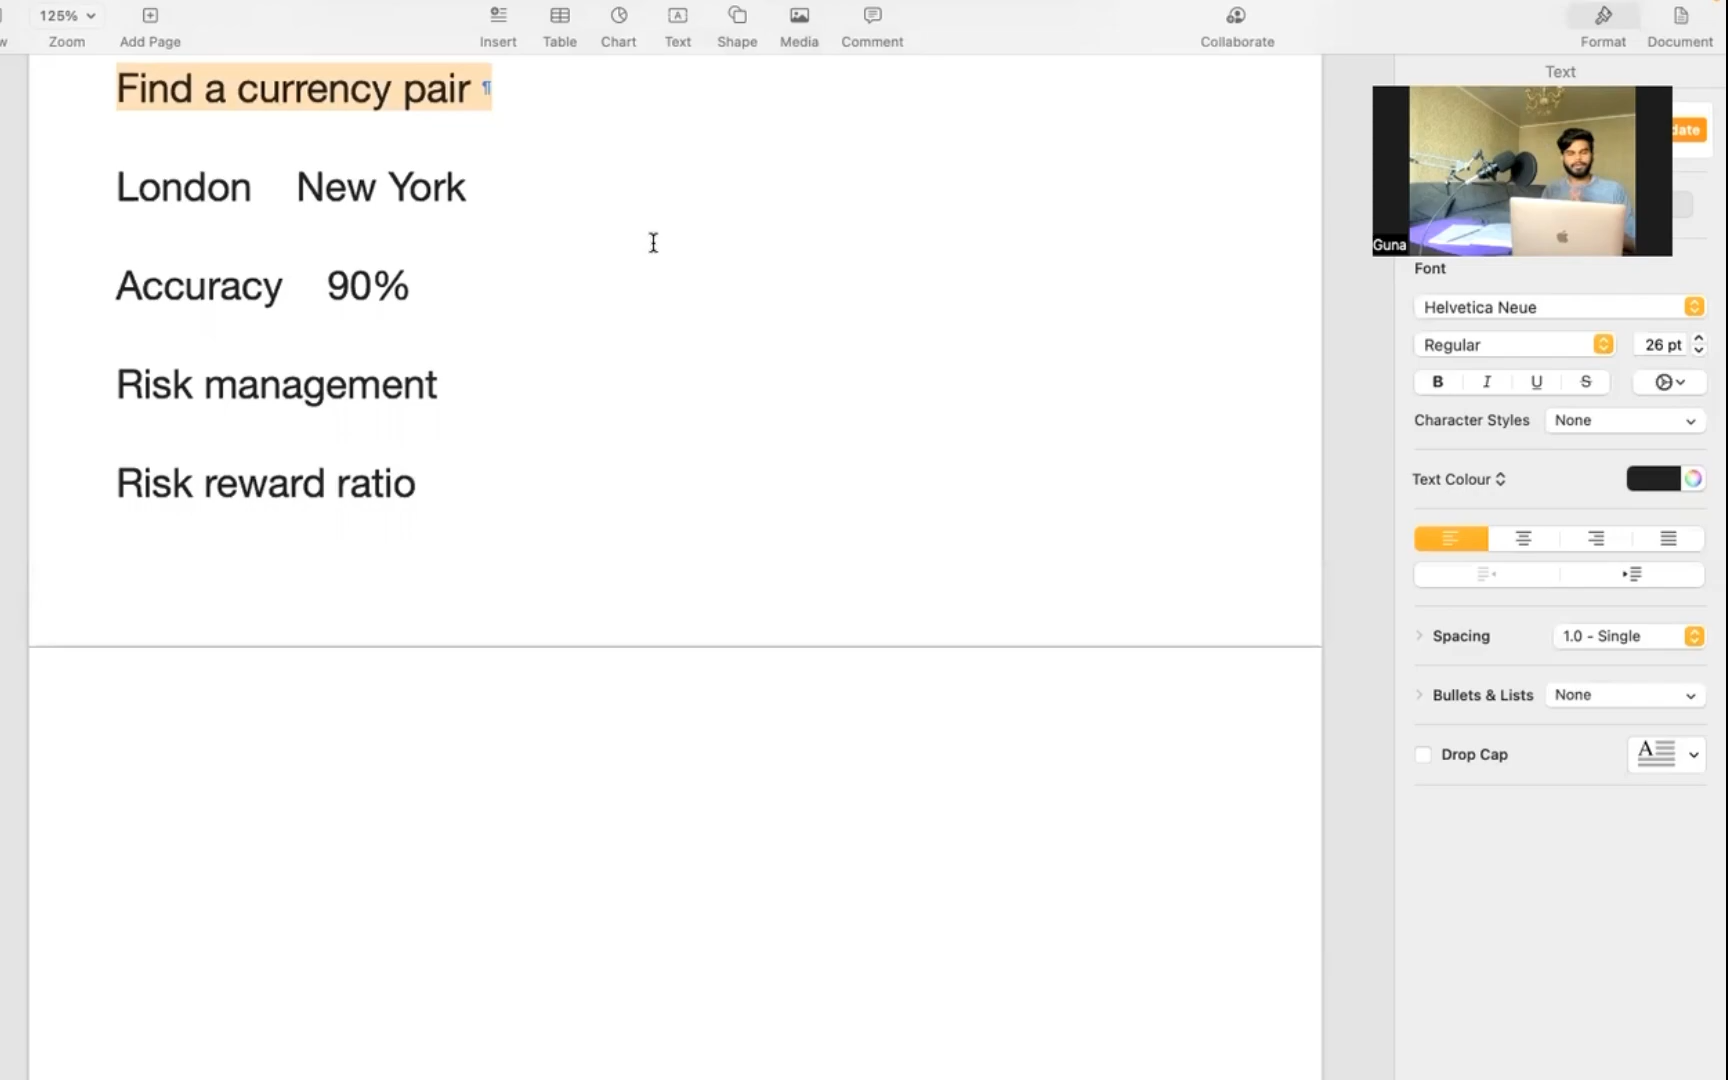 125%
Zoom
Add Page
Insert
Table
Chart
Text
Shape
Media
Comment
Collaborate
Format
Document
Find a currency pair ¶
London New York
Accuracy 90%
Risk management
Risk reward ratio
Text
Guna
Font
Helvetica Neue
Regular 26 pt
B I U S
Character Styles None
Text Colour
Spacing 1.0 - Single
Bullets & Lists None
Drop Cap A